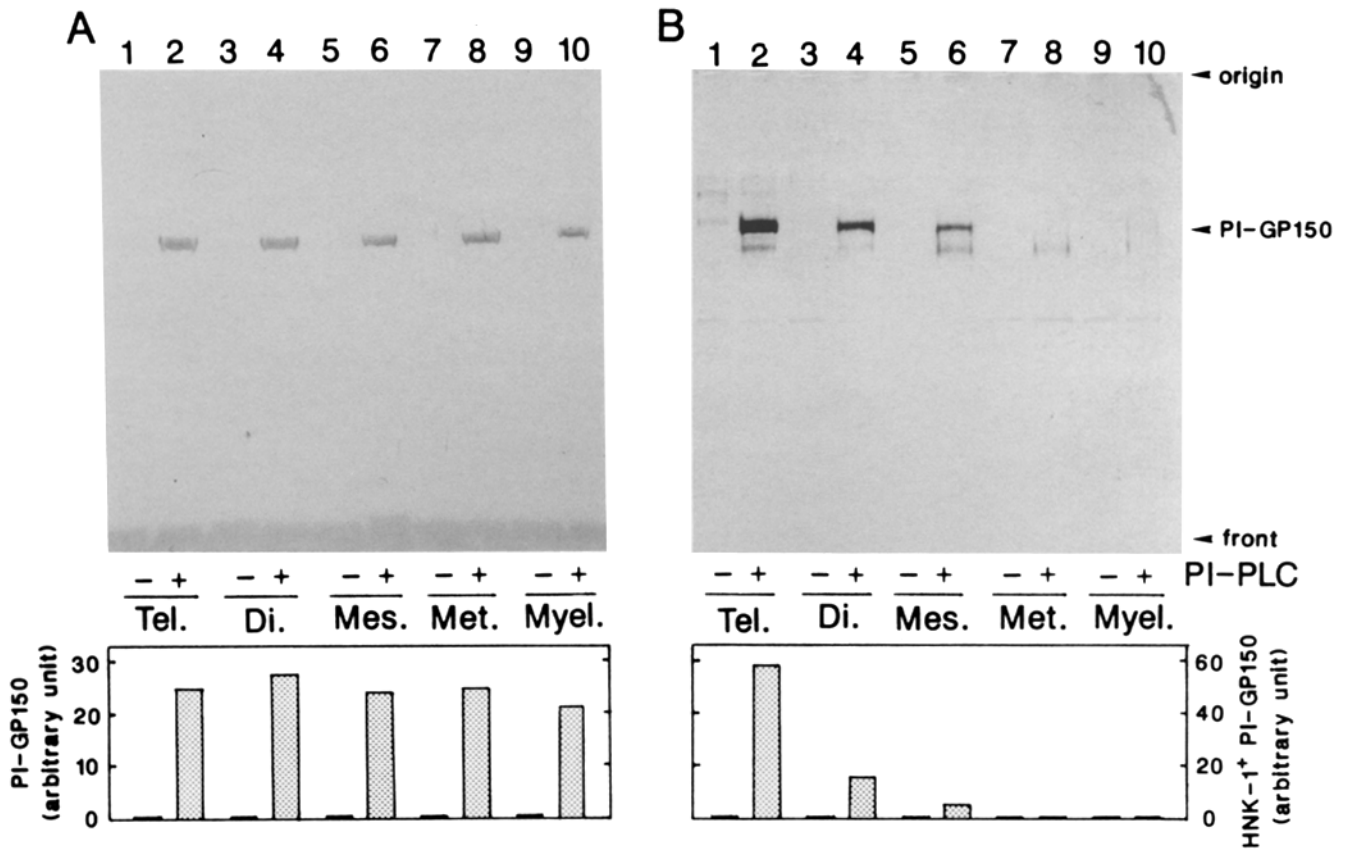 A
1 2 3 4 5 6 7 8 9 10
B
1 2 3 4 5 6 7 8 9 10
origin
PI-GP150
front
- + - + - + - + - +
Tel. Di. Mes. Met. Myel.
- + - + - + - + - + PI-PLC
Tel. Di. Mes. Met. Myel.
PI-GP150
(arbitrary unit)
30
20
10
0
60
40
20
0
HNK-1+ PI-GP150
(arbitrary unit)